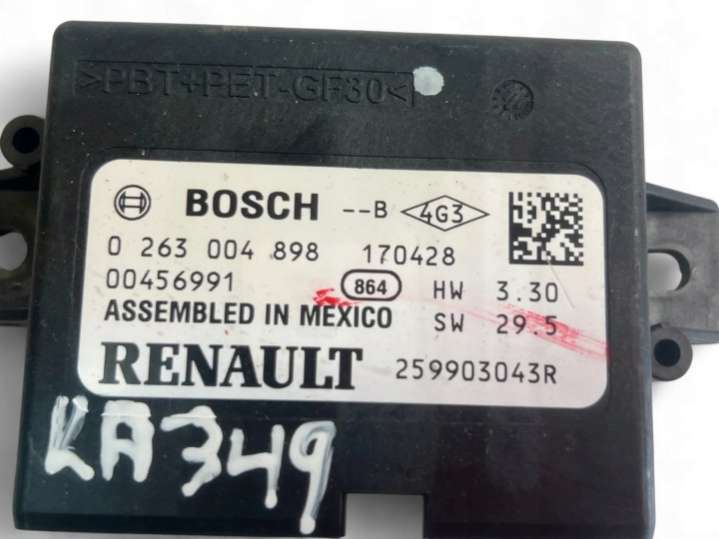 >PBT+PET-GF30<
BOSCH --B 4G3
0 263 004 898 170428
00456991 864 HW 3.30
ASSEMBLED IN MEXICO SW 29.5
RENAULT 259903043R
KA349